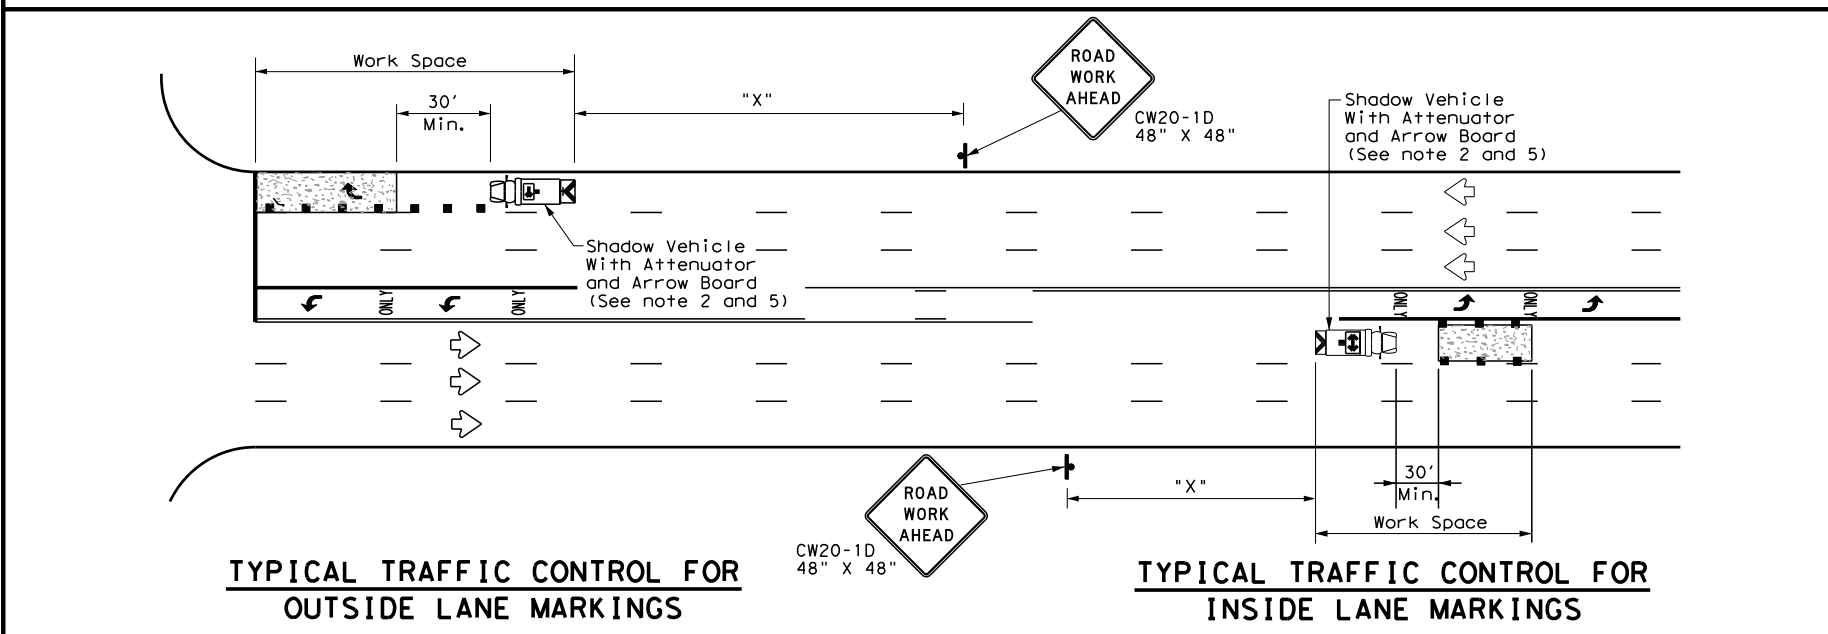 Work Space
30'
Min.
"X"
ROAD
WORK
AHEAD
CW20-1D
48" X 48"
Shadow Vehicle
With Attenuator
and Arrow Board
(See note 2 and 5)
Shadow Vehicle
With Attenuator
and Arrow Board
(See note 2 and 5)
ONLY
ONLY
ONLY
ONLY
ROAD
WORK
AHEAD
CW20-1D
48" X 48"
"X"
30'
Min.
Work Space
TYPICAL TRAFFIC CONTROL FOR
OUTSIDE LANE MARKINGS
TYPICAL TRAFFIC CONTROL FOR
INSIDE LANE MARKINGS